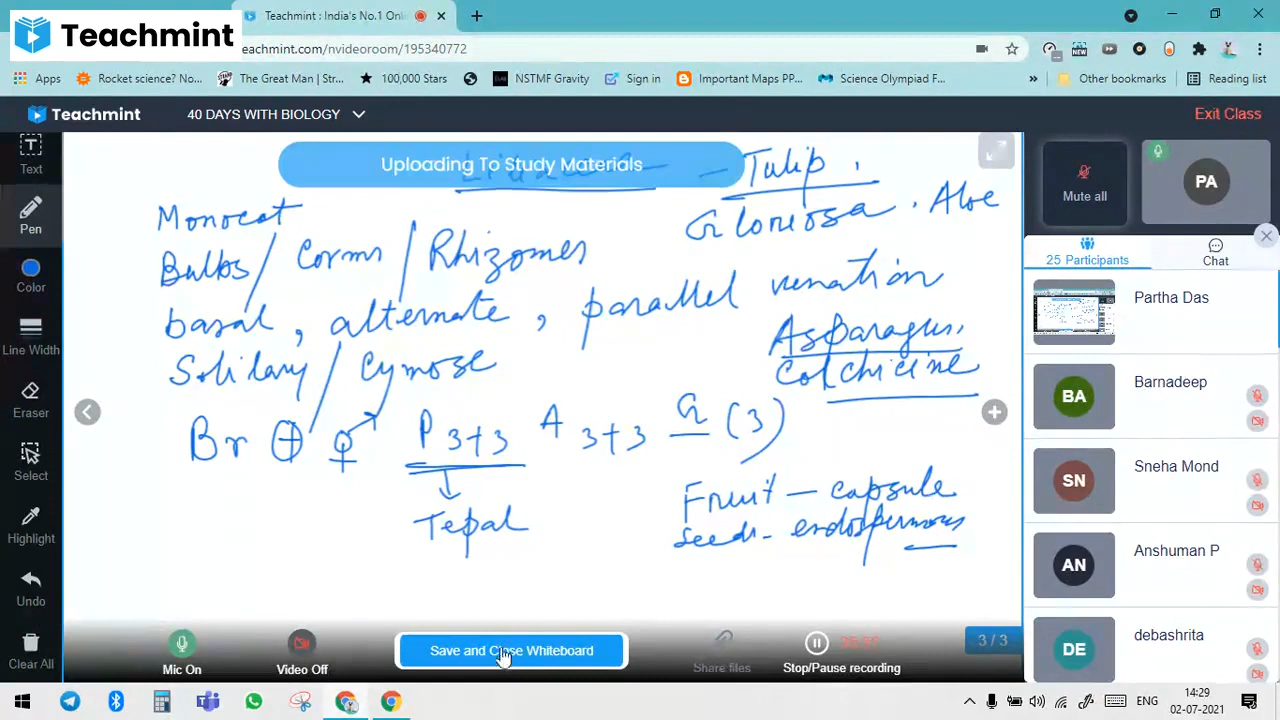 Teachmint : India's No.1 Onli
Teachmint
eachmint.com/nvideoroom/195340772
Apps
Rocket science? No...
The Great Man | Str...
100,000 Stars
NSTMF Gravity
Sign in
Important Maps PP...
Science Olympiad F...
»
Other bookmarks
Reading list
Teachmint
40 DAYS WITH BIOLOGY
Exit Class
Uploading To Study Materials
Text
Pen
Color
Line Width
Eraser
Select
Highlight
Undo
Clear All
– Tulip.
Monocot
Gloriosa. Aloe
Bulbs / Corms / Rhizomes
basal, alternate, parallel venation
Asparagus.
Solitary / Cymose
Colchicine
Br ⊕ ⚥ P 3+3 A 3+3 G (3)
Tepal
Fruit – capsule
seeds - endospermous
Mic On
Video Off
Save and Close Whiteboard
Share files
Stop/Pause recording
3 / 3
Mute all
PA
25 Participants
Chat
Partha Das
BA
Barnadeep
SN
Sneha Mond
AN
Anshuman P
DE
debashrita
ENG
14:29
02-07-2021